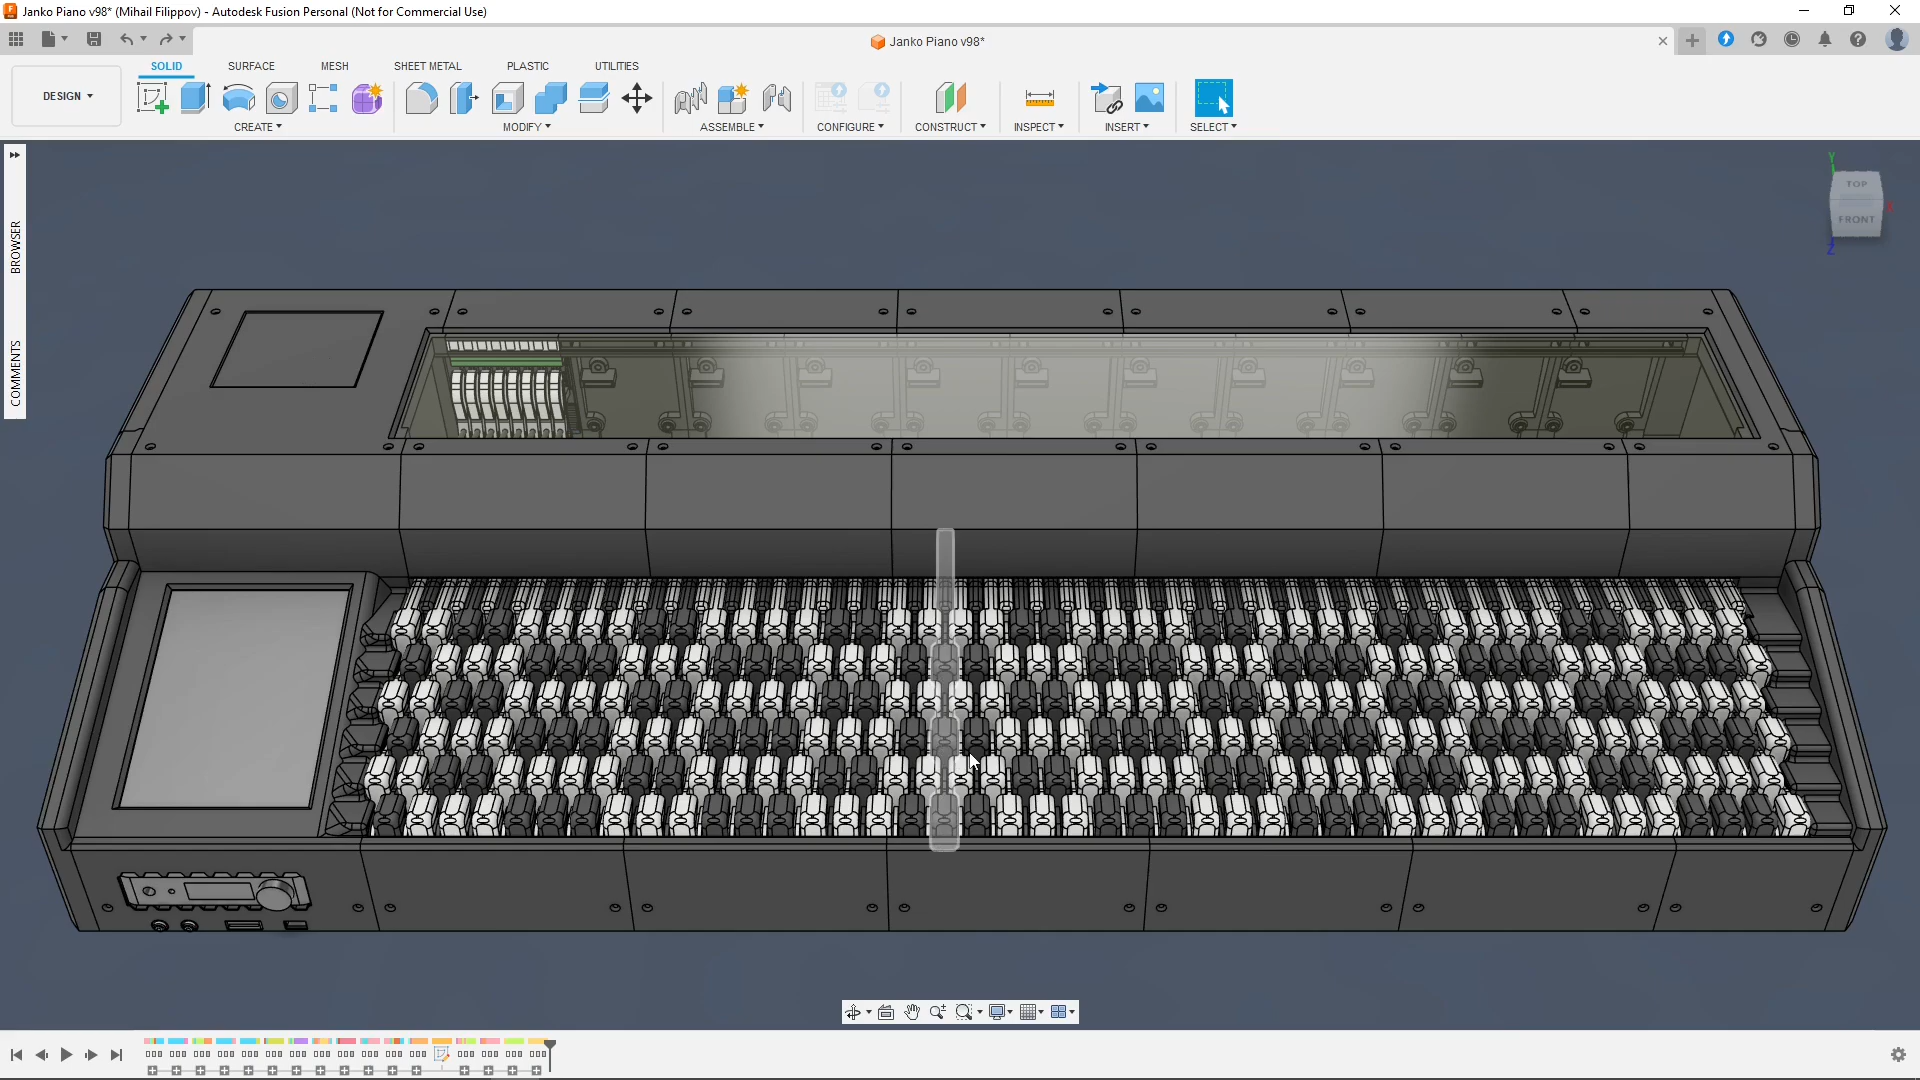 Janko Piano v98* (Mihail Filippov) - Autodesk Fusion Personal (Not for Commercial Use)
Janko Piano v98*
SOLID SURFACE MESH SHEET METAL PLASTIC UTILITIES
DESIGN
CREATE MODIFY ASSEMBLE CONFIGURE CONSTRUCT INSPECT INSERT SELECT
BROWSER
COMMENTS
Y
TOP
FRONT
X
Z